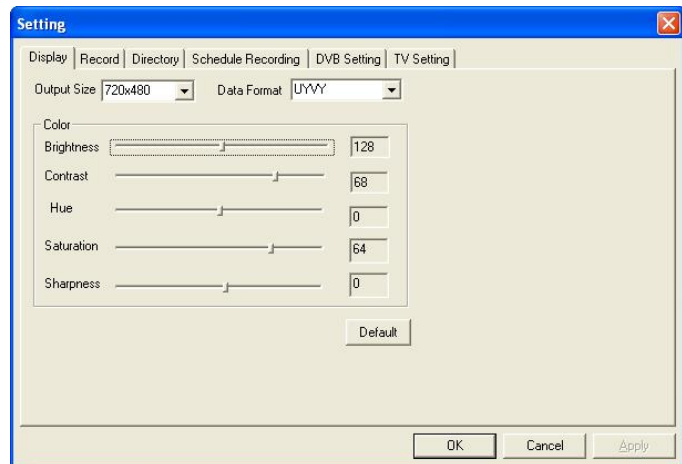 Setting
Display Record Directory Schedule Recording DVB Setting TV Setting
Output Size 720x480 Data Format UYVY
Color
Brightness 128
Contrast 68
Hue 0
Saturation 64
Sharpness 0
Default
OK Cancel Apply